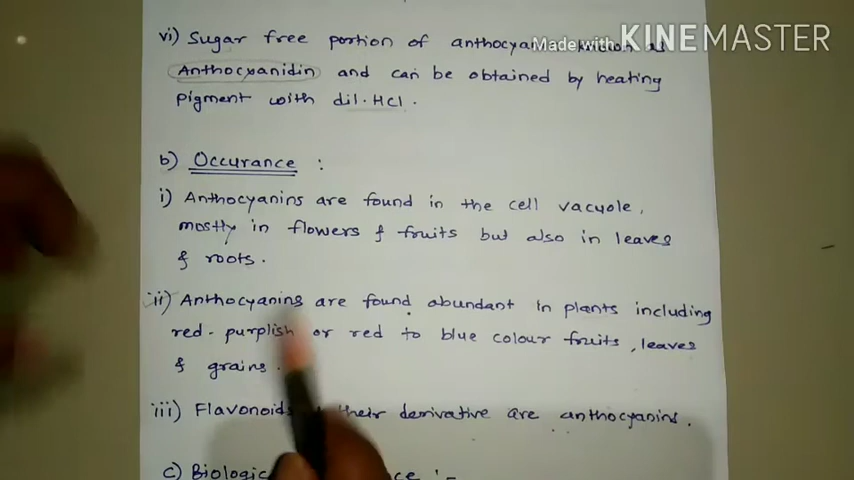 vi) Sugar free portion of anthocyan
Made with KINEMASTER
Anthocyanidin and can be obtained by heating
pigment with dil. HCl.
b) Occurance :
i) Anthocyanins are found in the cell vacuole,
mostly in flowers & fruits but also in leaves
& roots.
ii) Anthocyanins are found abundant in plants including
red-purplish or red to blue colour fruits, leaves
& grains.
iii) Flavonoids their derivative are anthocyanins.
c) Biologic ce :-